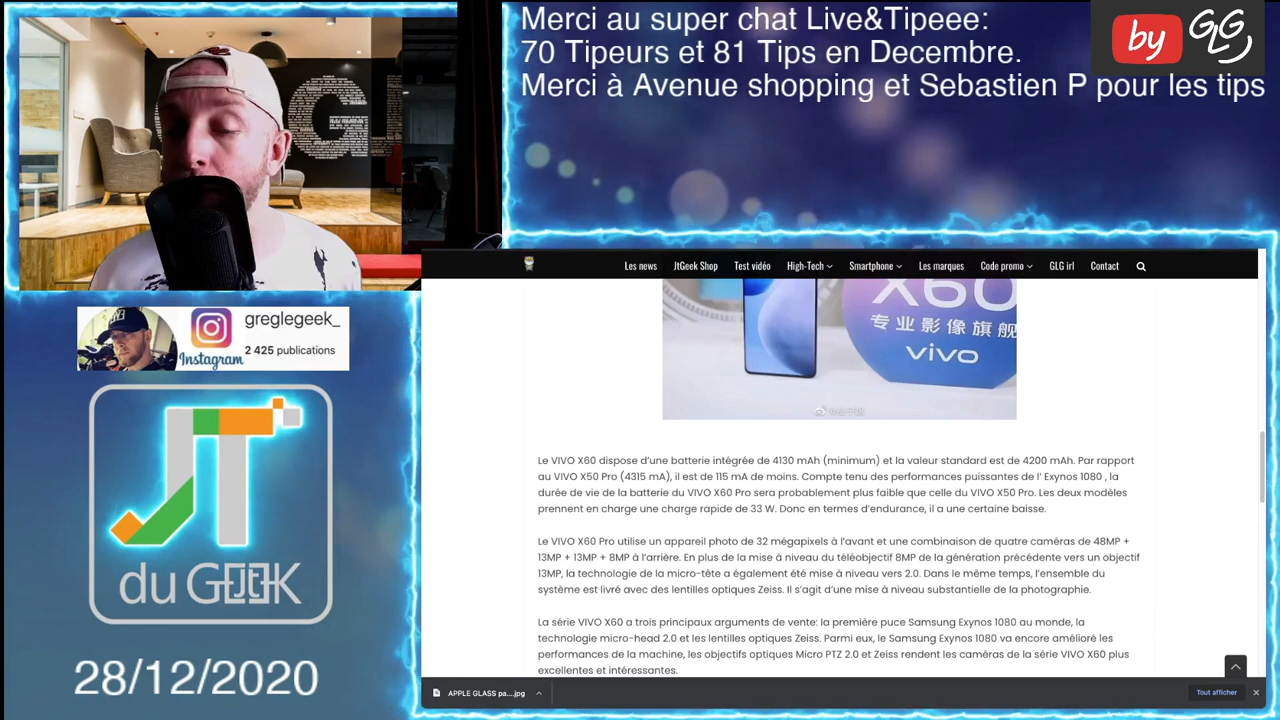 Merci au super chat Live&Tipeee:
70 Tipeurs et 81 Tips en Decembre.
Merci à Avenue shopping et Sebastien P pour les tips
by GLG
Les news JtGeek Shop Test vidéo High-Tech Smartphone Les marques Code promo GLG irl Contact
X60
专业影像旗舰
vivo
greglegeek_
Instagram 2 425 publications
Le VIVO X60 dispose d'une batterie intégrée de 4130 mAh (minimum) et la valeur standard est de 4200 mAh. Par rapport
au VIVO X50 Pro (4315 mA), il est de 115 mA de moins. Compte tenu des performances puissantes de l' Exynos 1080 , la
durée de vie de la batterie du VIVO X60 Pro sera probablement plus faible que celle du VIVO X50 Pro. Les deux modèles
prennent en charge une charge rapide de 33 W. Donc en termes d'endurance, il a une certaine baisse.
Le VIVO X60 Pro utilise un appareil photo de 32 mégapixels à l'avant et une combinaison de quatre caméras de 48MP +
13MP + 13MP + 8MP à l'arrière. En plus de la mise à niveau du téléobjectif 8MP de la génération précédente vers un objectif
13MP, la technologie de la micro-tête a également été mise à niveau vers 2.0. Dans le même temps, l'ensemble du
système est livré avec des lentilles optiques Zeiss. Il s'agit d'une mise à niveau substantielle de la photographie.
La série VIVO X60 a trois principaux arguments de vente: la première puce Samsung Exynos 1080 au monde, la
technologie micro-head 2.0 et les lentilles optiques Zeiss. Parmi eux, le Samsung Exynos 1080 va encore amélioré les
performances de la machine, les objectifs optiques Micro PTZ 2.0 et Zeiss rendent les caméras de la série VIVO X60 plus
excellentes et intéressantes.
JT
du GEEK
28/12/2020
APPLE GLASS pa....jpg
Tout afficher